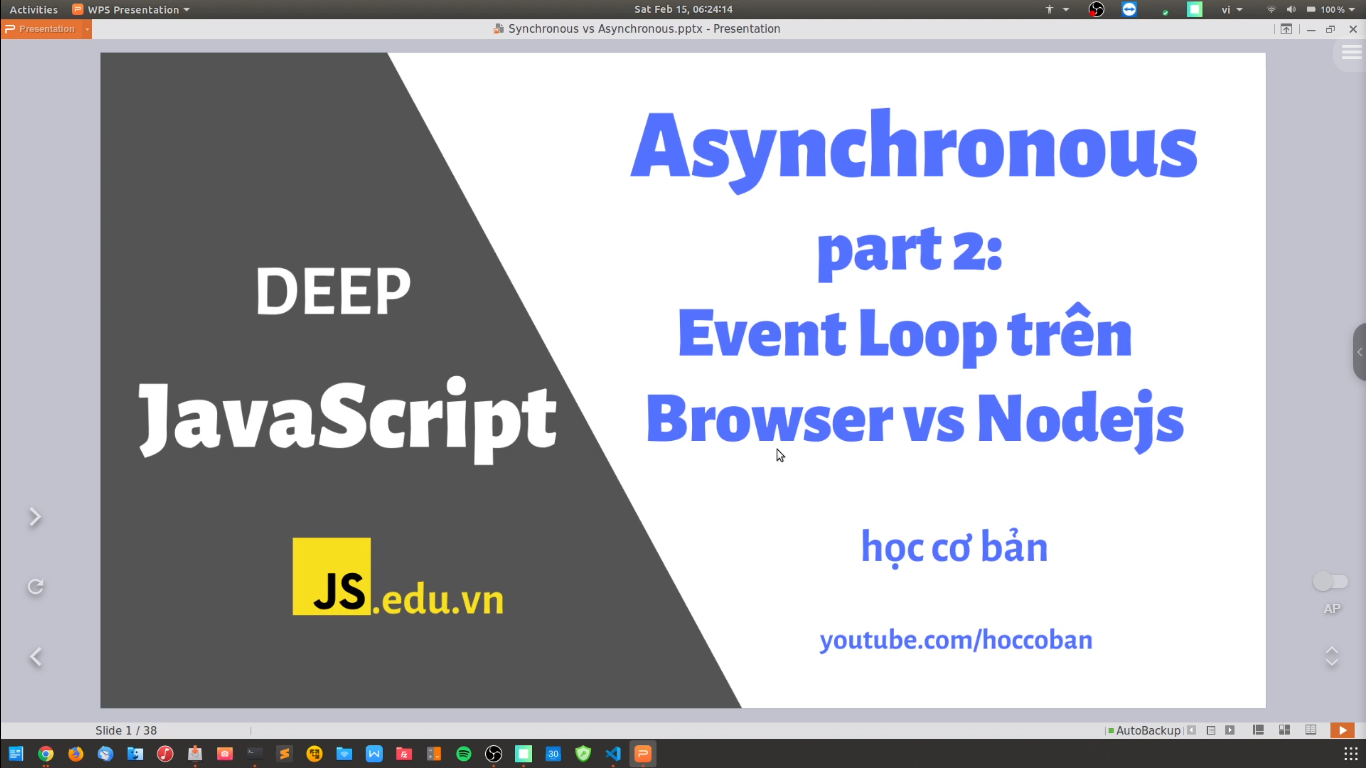 Activities
WPS Presentation
Sat Feb 15, 06:24:14
vi
100 %
Presentation
Synchronous vs Asynchronous.pptx - Presentation
DEEP
JavaScript
JS.edu.vn
Asynchronous
part 2:
Event Loop trên
Browser vs Nodejs
học cơ bản
youtube.com/hoccoban
AP
Slide 1 / 38
AutoBackup
30